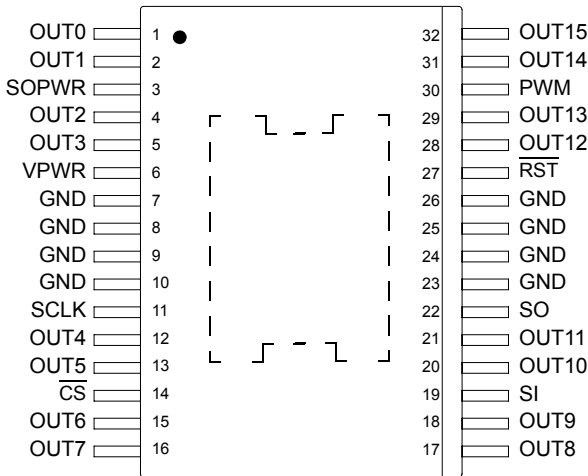 OUT0 1 32 OUT15
OUT1 2 31 OUT14
SOPWR 3 30 PWM
OUT2 4 29 OUT13
OUT3 5 28 OUT12
VPWR 6 27 R̅S̅T̅
GND 7 26 GND
GND 8 25 GND
GND 9 24 GND
GND 10 23 GND
SCLK 11 22 SO
OUT4 12 21 OUT11
OUT5 13 20 OUT10
C̅S̅ 14 19 SI
OUT6 15 18 OUT9
OUT7 16 17 OUT8